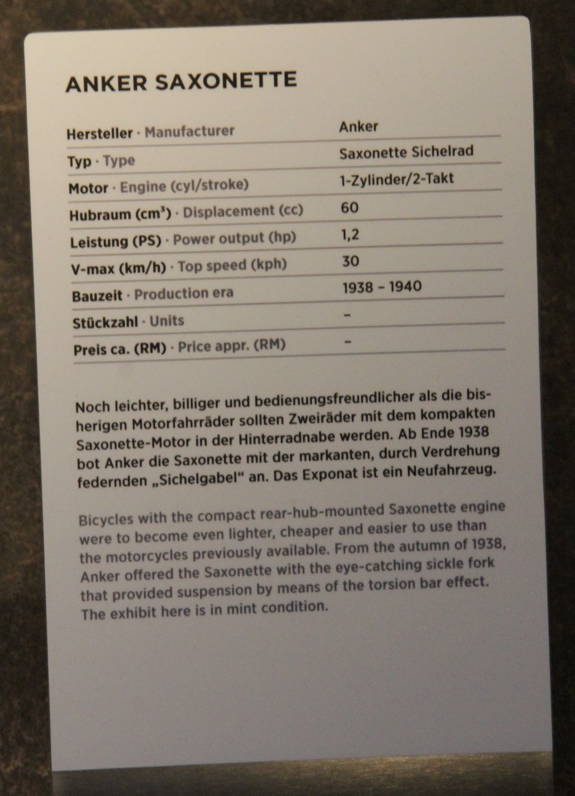 ANKER SAXONETTE
Hersteller · Manufacturer Anker
Typ · Type Saxonette Sichelrad
Motor · Engine (cyl/stroke) 1-Zylinder/2-Takt
Hubraum (cm³) · Displacement (cc) 60
Leistung (PS) · Power output (hp) 1,2
V-max (km/h) · Top speed (kph) 30
Bauzeit · Production era 1938 – 1940
Stückzahl · Units –
Preis ca. (RM) · Price appr. (RM) –
Noch leichter, billiger und bedienungsfreundlicher als die bis-
herigen Motorfahrräder sollten Zweiräder mit dem kompakten
Saxonette-Motor in der Hinterradnabe werden. Ab Ende 1938
bot Anker die Saxonette mit der markanten, durch Verdrehung
federnden „Sichelgabel“ an. Das Exponat ist ein Neufahrzeug.
Bicycles with the compact rear-hub-mounted Saxonette engine
were to become even lighter, cheaper and easier to use than
the motorcycles previously available. From the autumn of 1938,
Anker offered the Saxonette with the eye-catching sickle fork
that provided suspension by means of the torsion bar effect.
The exhibit here is in mint condition.